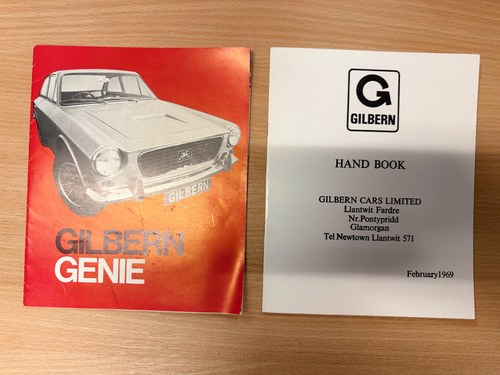 GILBERN
GILBERN
GENIE
G
GILBERN
HAND BOOK
GILBERN CARS LIMITED
Llantwit Fardre
Nr.Pontypridd
Glamorgan
Tel Newtown Llantwit 571
February1969